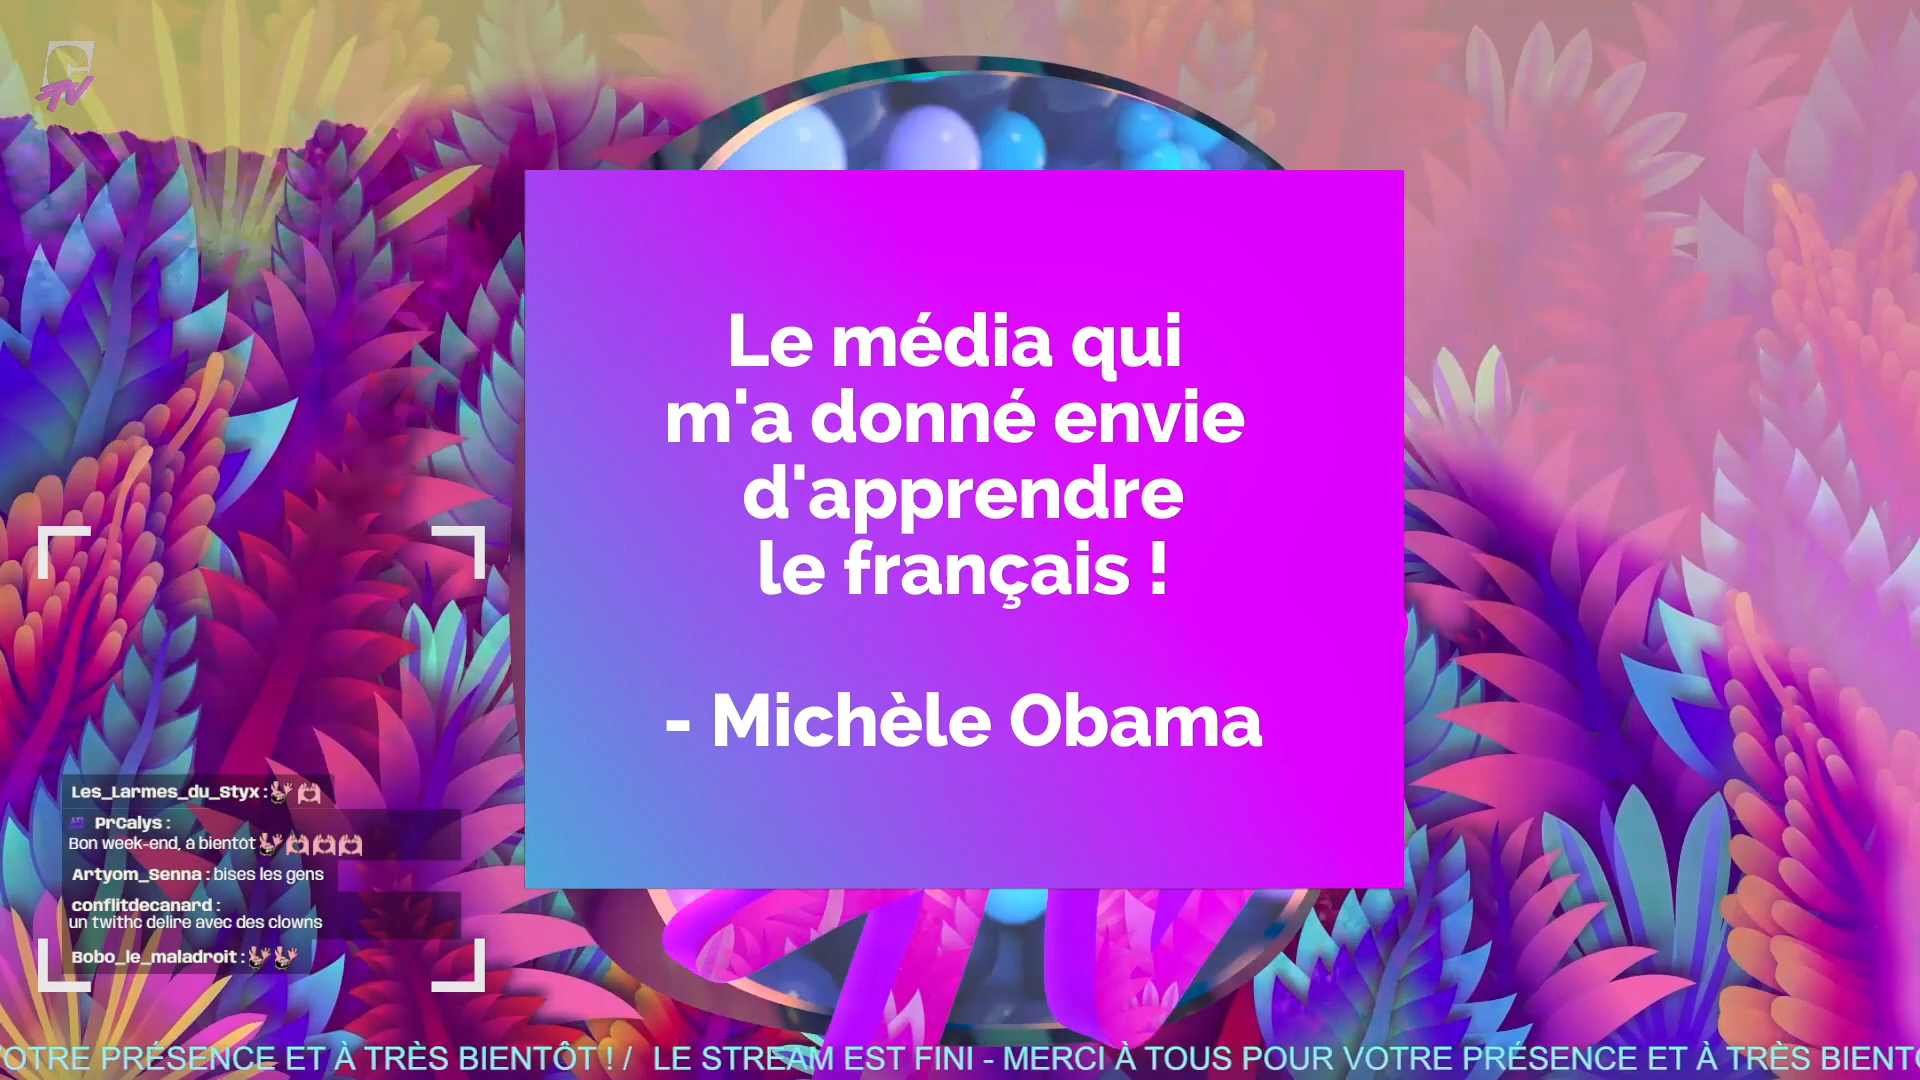 TV
Le média qui
m'a donné envie
d'apprendre
le français !
- Michèle Obama
Les_Larmes_du_Styx :
PrCalys :
Bon week-end, à bientôt
Artyom_Senna : bises les gens
conflitdecanard :
un twithc delire avec des clowns
Bobo_le_maladroit :
OTRE PRÉSENCE ET À TRÈS BIENTÔT ! / LE STREAM EST FINI - MERCI À TOUS POUR VOTRE PRÉSENCE ET À TRÈS BIENT